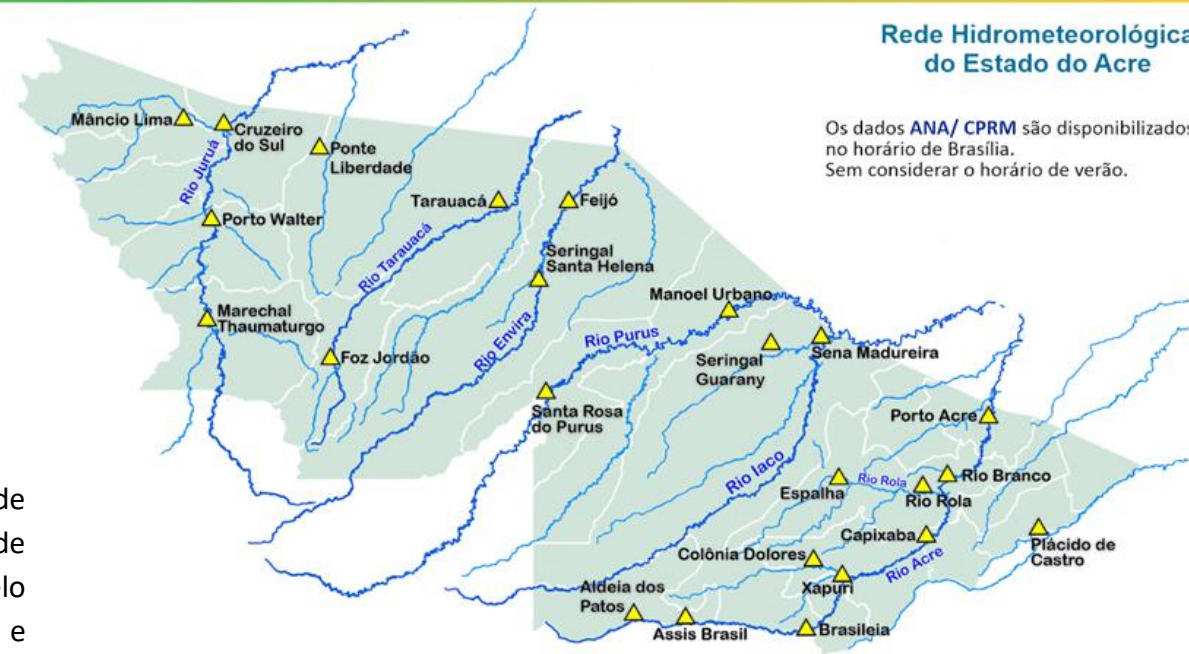 Rede Hidrometeorológica
do Estado do Acre
Os dados ANA/ CPRM são disponibilizados
no horário de Brasília.
Sem considerar o horário de verão.
Mâncio Lima
Cruzeiro
do Sul
Ponte
Liberdade
Rio Juruá
Tarauacá
Feijó
Porto Walter
Rio Tarauacá
Seringal
Santa Helena
Manoel Urbano
Marechal
Thaumaturgo
Rio Envira
Rio Purus
Foz Jordão
Seringal
Guarany
Sena Madureira
Santa Rosa
do Purus
Porto Acre
Rio Iaco
Espalha
Rio Rola
Rio Rola
Rio Branco
Capixaba
Plácido de
Castro
Colônia Dolores
Rio Acre
Xapuri
Aldeia dos
Patos
Assis Brasil
Brasileia
de
de
elo
e